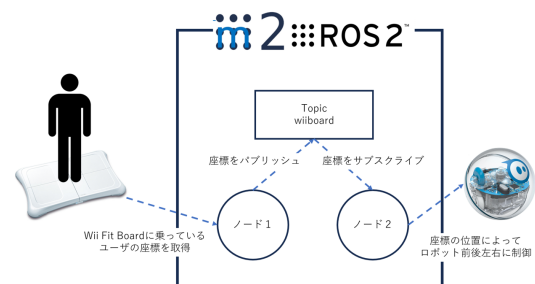 m2 ROS 2™
Topic
wiiboard
座標をパブリッシュ
座標をサブスクライブ
ノード1
ノード2
Wii Fit Boardに乗っている
ユーザの座標を取得
座標の位置によって
ロボット前後左右に制御